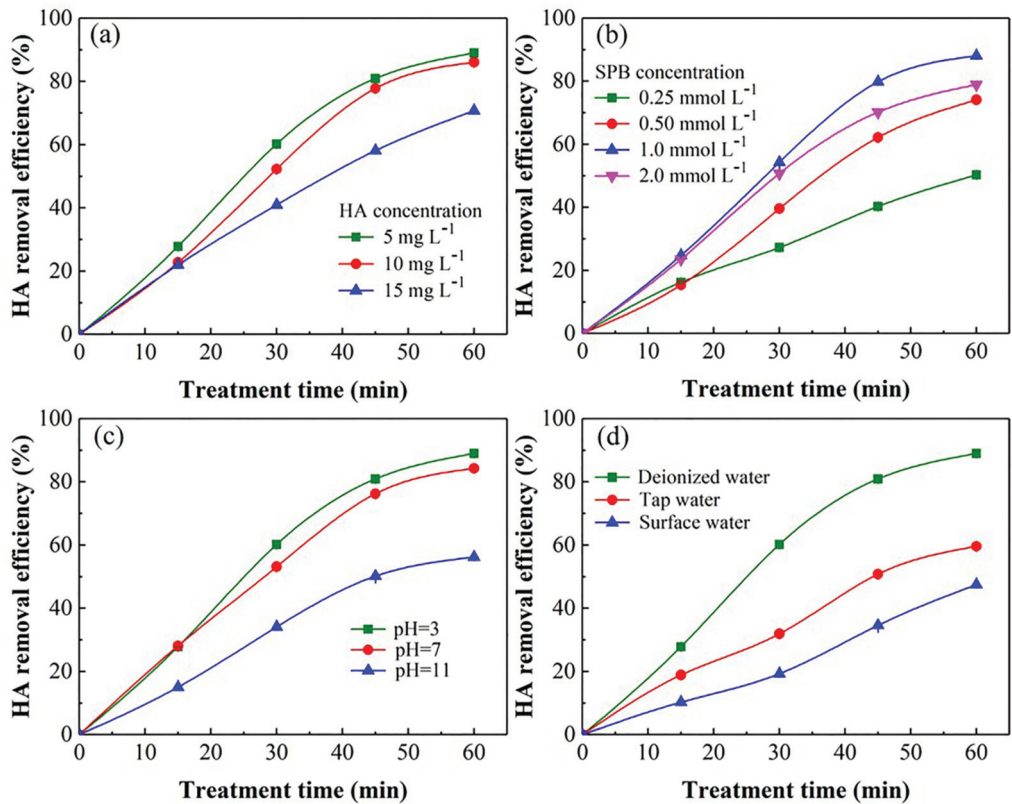 (a)
HA removal efficiency (%)
100
80
60
40
20
0
HA concentration
5 mg L⁻¹
10 mg L⁻¹
15 mg L⁻¹
0 10 20 30 40 50 60
Treatment time (min)
(b)
HA removal efficiency (%)
100
80
60
40
20
0
SPB concentration
0.25 mmol L⁻¹
0.50 mmol L⁻¹
1.0 mmol L⁻¹
2.0 mmol L⁻¹
0 10 20 30 40 50 60
Treatment time (min)
(c)
HA removal efficiency (%)
100
80
60
40
20
0
pH=3
pH=7
pH=11
0 10 20 30 40 50 60
Treatment time (min)
(d)
HA removal efficiency (%)
100
80
60
40
20
0
Deionized water
Tap water
Surface water
0 10 20 30 40 50 60
Treatment time (min)